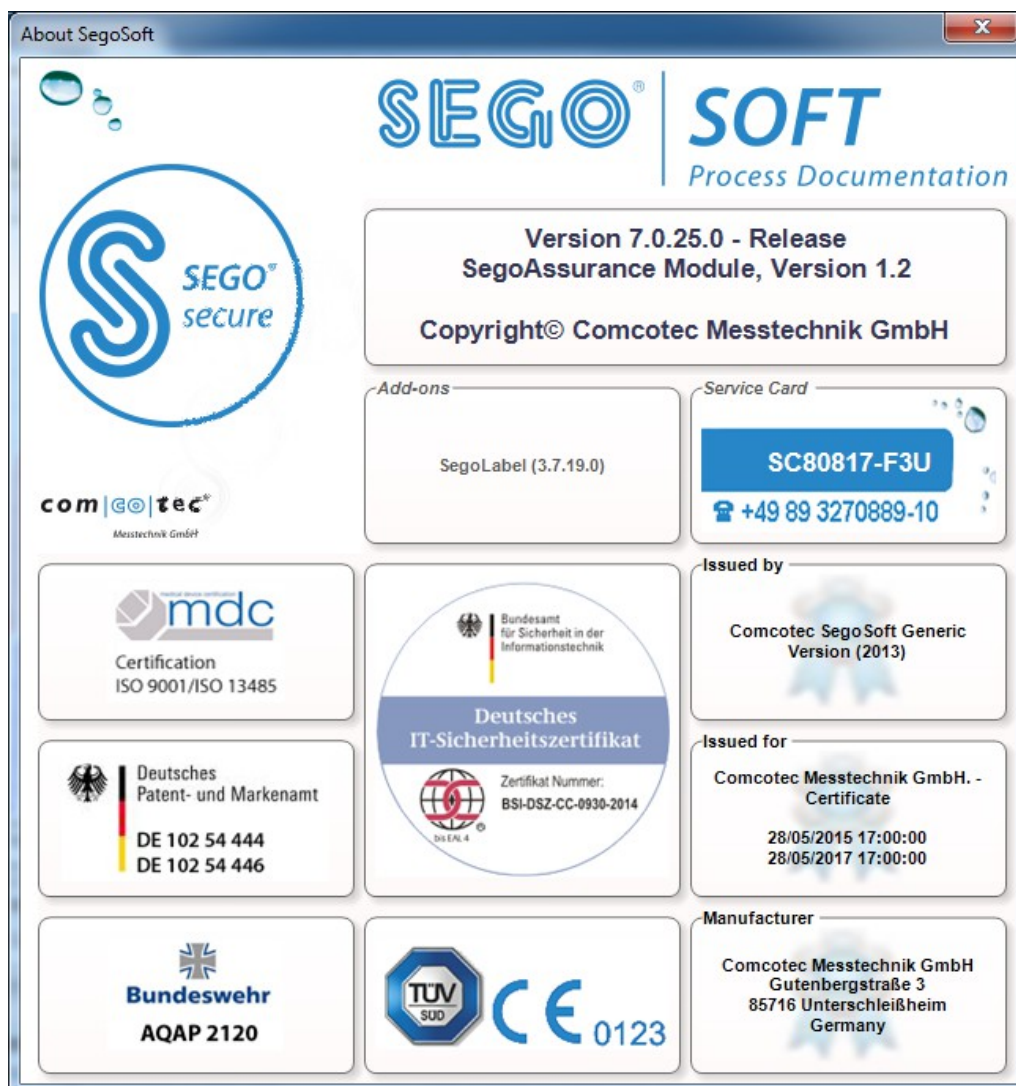 About SegoSoft
SEGO® | SOFT
Process Documentation
SEGO®
secure
com|co|tec®
Messtechnik GmbH
Version 7.0.25.0 - Release
SegoAssurance Module, Version 1.2
Copyright© Comcotec Messtechnik GmbH
Add-ons
SegoLabel (3.7.19.0)
Service Card
SC80817-F3U
☎ +49 89 3270889-10
medical device certification
mdc
Certification
ISO 9001/ISO 13485
Bundesamt
für Sicherheit in der
Informationstechnik
Deutsches
IT-Sicherheitszertifikat
Zertifikat Nummer:
BSI-DSZ-CC-0930-2014
bis EAL 4
®
Issued by
Comcotec SegoSoft Generic
Version (2013)
Deutsches
Patent- und Markenamt
DE 102 54 444
DE 102 54 446
Issued for
Comcotec Messtechnik GmbH. -
Certificate
28/05/2015 17:00:00
28/05/2017 17:00:00
Bundeswehr
AQAP 2120
TÜV
SUD
CE 0123
Manufacturer
Comcotec Messtechnik GmbH
Gutenbergstraße 3
85716 Unterschleißheim
Germany